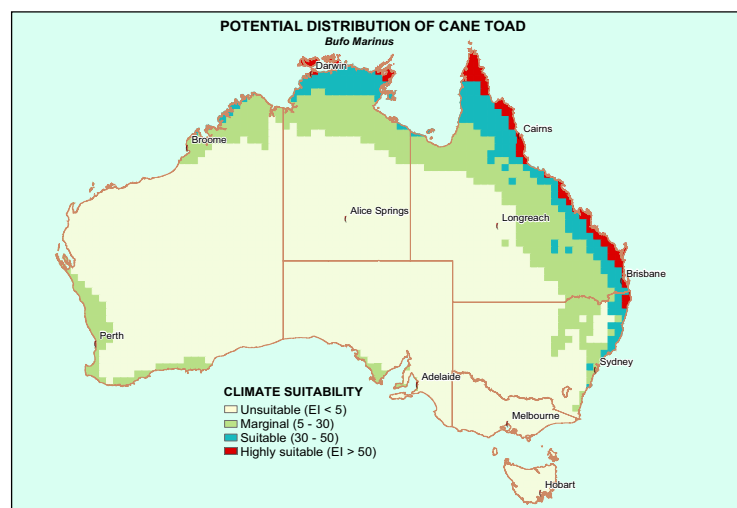 POTENTIAL DISTRIBUTION OF CANE TOAD
Bufo Marinus
Darwin
Cairns
Broome
Alice Springs
Longreach
Brisbane
Perth
Sydney
Adelaide
CLIMATE SUITABILITY
Unsuitable (EI < 5)
Marginal (5 - 30)
Melbourne
Suitable (30 - 50)
Highly suitable (EI > 50)
Hobart